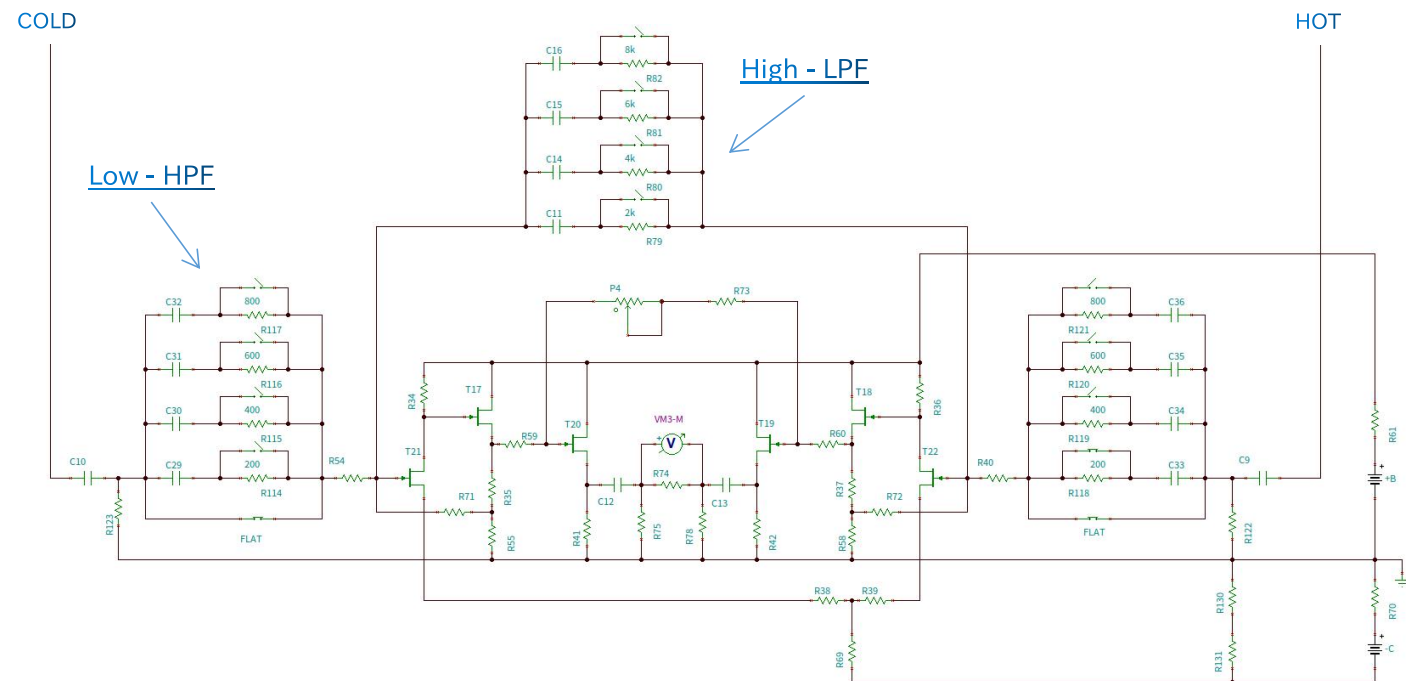 COLD
HOT
C16
8k
R82
High - LPF
C15
6k
R81
C14
4k
R80
C11
2k
R79
Low - HPF
C32
800
R117
C31
600
R116
C30
400
R115
C29
200
R114
FLAT
C10
R123
R54
P4
R73
R34
T17
T20
R59
T21
R71
R35
R55
R41
C12
VM3-M
+
V
R74
R75
R78
C13
T19
R42
R60
T18
R36
T22
R37
R72
R58
R40
800
C36
R121
600
C35
R120
400
C34
R119
200
C33
R118
FLAT
C9
R122
R61
+
+B
R38
R39
R69
R130
R131
R70
+
-C